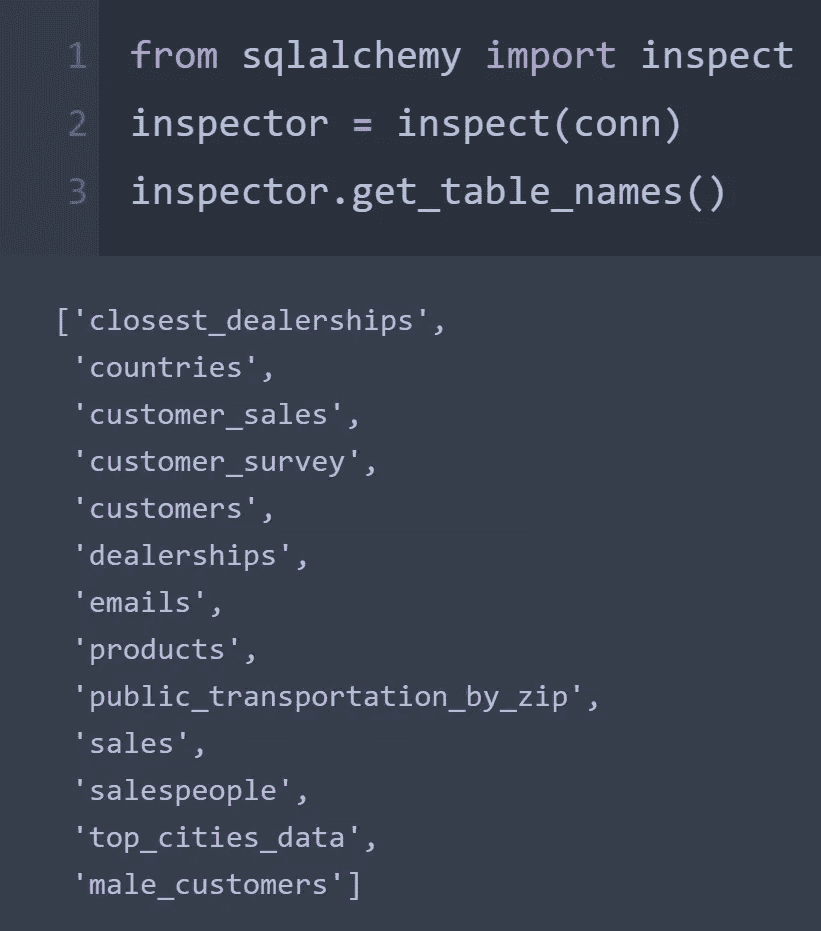 1 from sqlalchemy import inspect
2 inspector = inspect(conn)
3 inspector.get_table_names()
['closest_dealerships',
'countries',
'customer_sales',
'customer_survey',
'customers',
'dealerships',
'emails',
'products',
'public_transportation_by_zip',
'sales',
'salespeople',
'top_cities_data',
'male_customers']